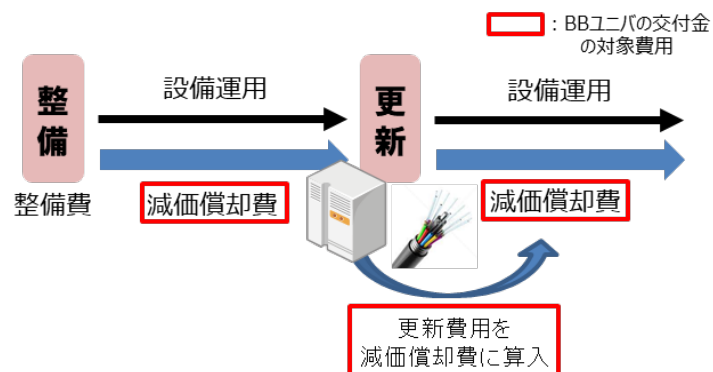 ：BBユニバの交付金
の対象費用
整備
設備運用
更新
設備運用
整備費
減価償却費
減価償却費
更新費用を
減価償却費に算入